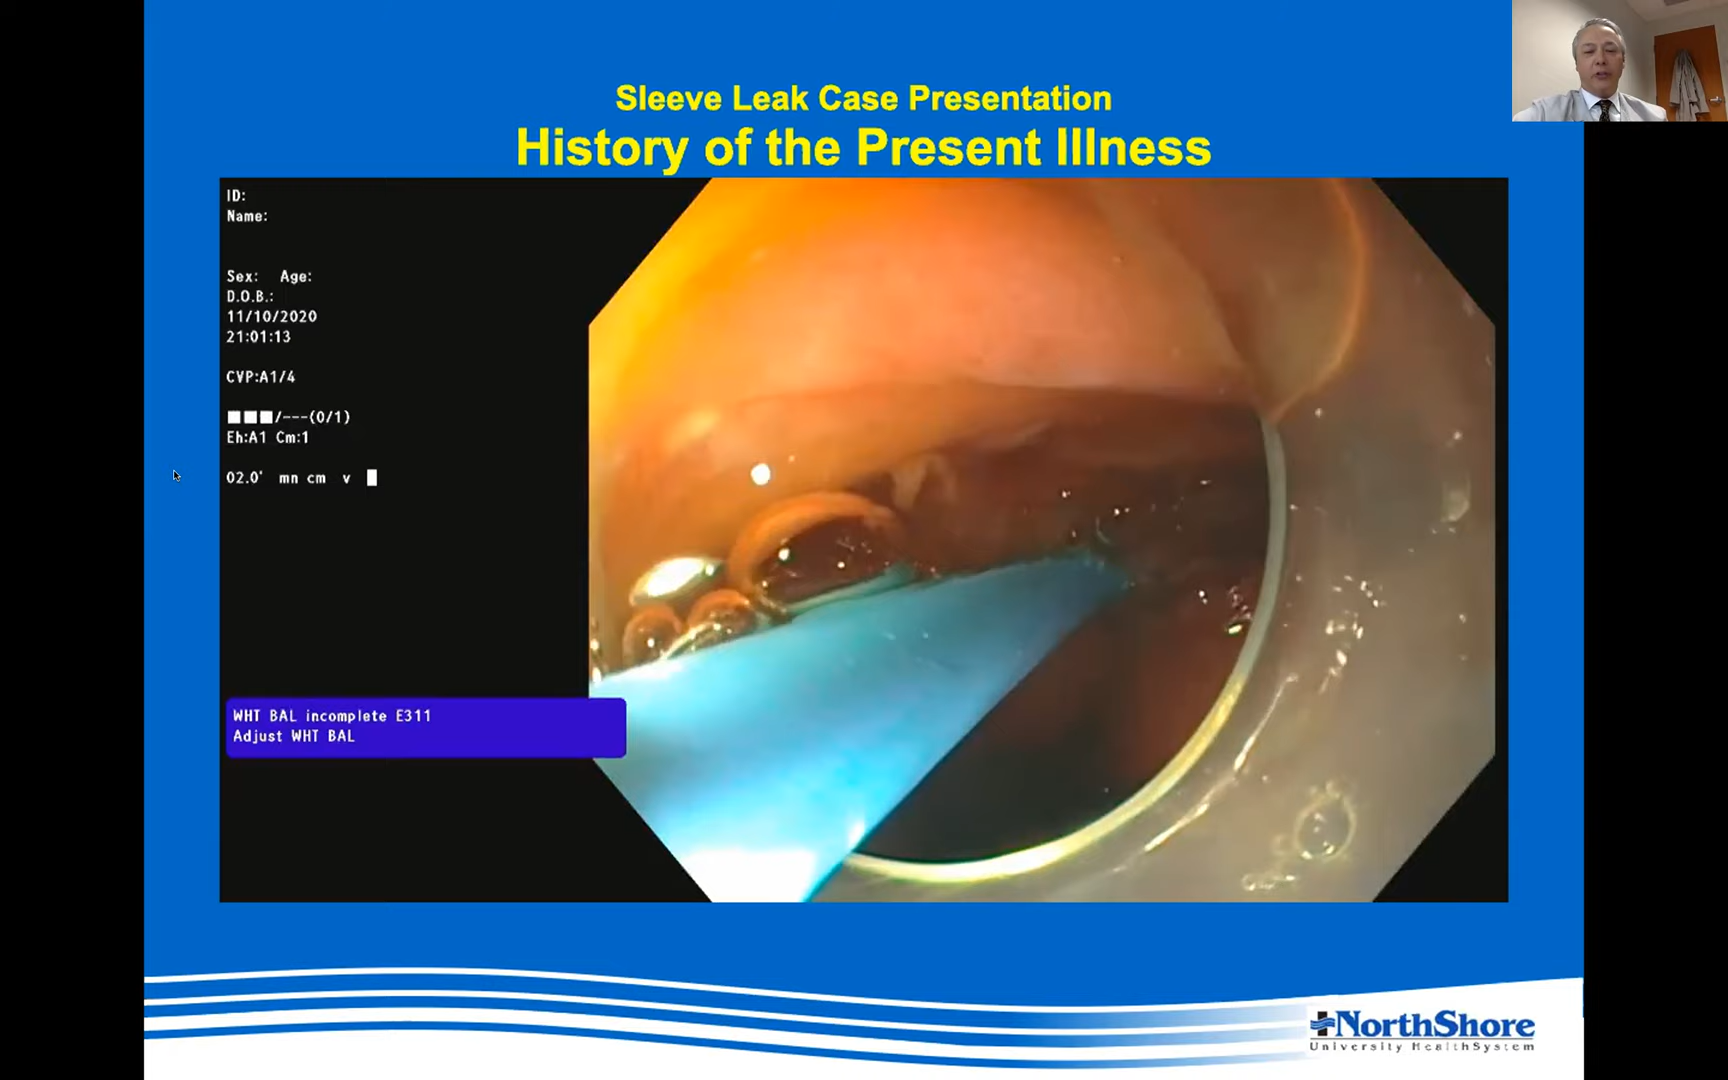 Sleeve Leak Case Presentation
History of the Present Illness
ID:
Name:
Sex: Age:
D.O.B.:
11/10/2020
21:01:13
CVP:A1/4
■■■/---(0/1)
Eh:A1 Cm:1
02.0' mn cm v
WHT BAL incomplete E311
Adjust WHT BAL
NorthShore
University HealthSystem